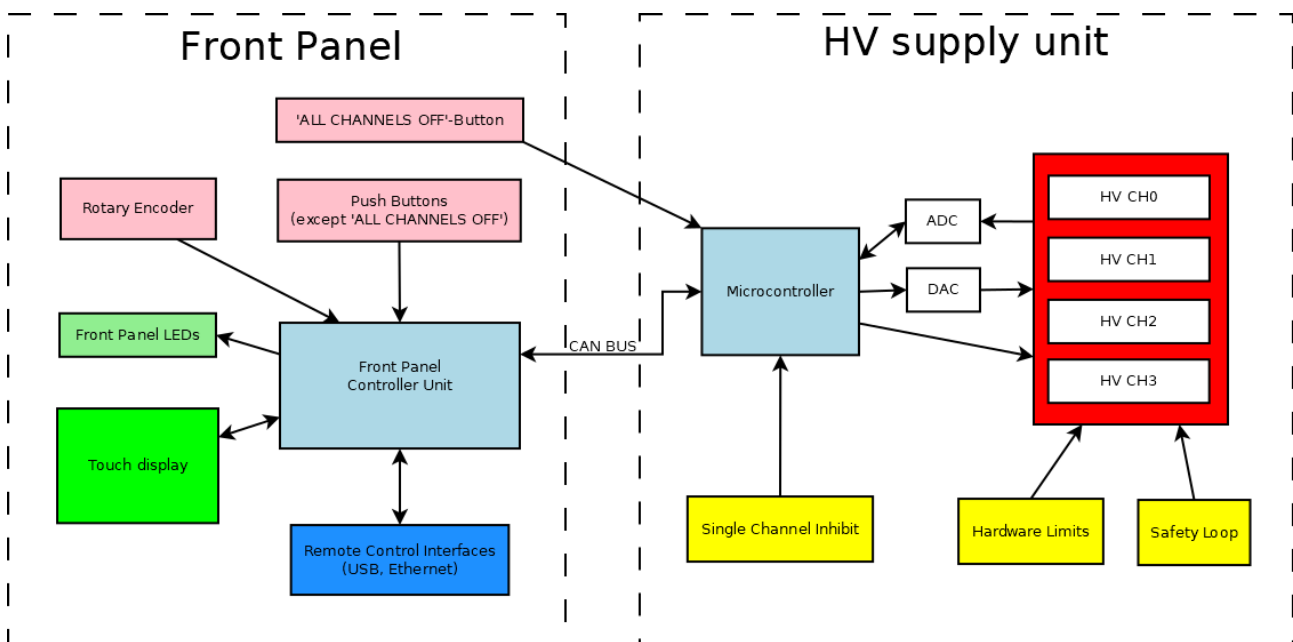 Front Panel
'ALL CHANNELS OFF'-Button
Rotary Encoder
Push Buttons
(except 'ALL CHANNELS OFF')
Front Panel LEDs
Front Panel
Controller Unit
Touch display
Remote Control Interfaces
(USB, Ethernet)
CAN BUS
HV supply unit
Microcontroller
ADC
DAC
HV CH0
HV CH1
HV CH2
HV CH3
Single Channel Inhibit
Hardware Limits
Safety Loop